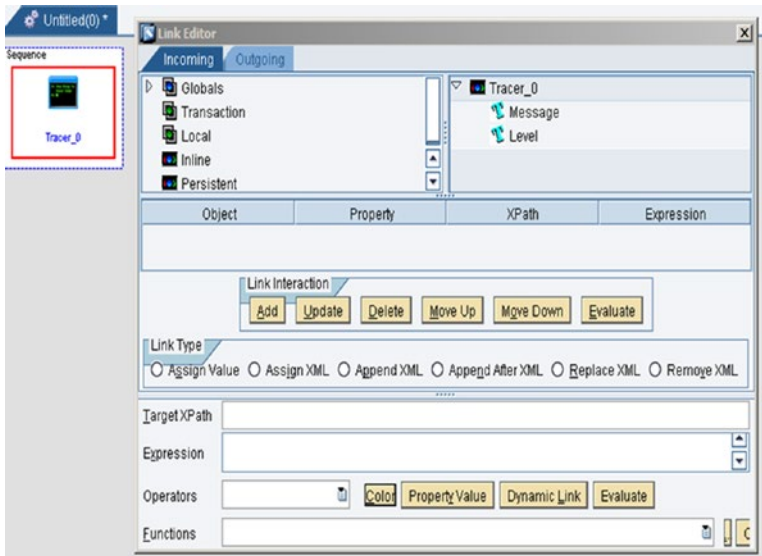 Untitled(0) *
Sequence
Tracer_0
Link Editor
Incoming Outgoing
Globals
Transaction
Local
Inline
Persistent
Tracer_0
Message
Level
Object Property XPath Expression
Link Interaction
Add Update Delete Move Up Move Down Evaluate
Link Type
Assign Value Assign XML Append XML Append After XML Replace XML Remove XML
Target XPath
Expression
Operators Color Property Value Dynamic Link Evaluate
Functions